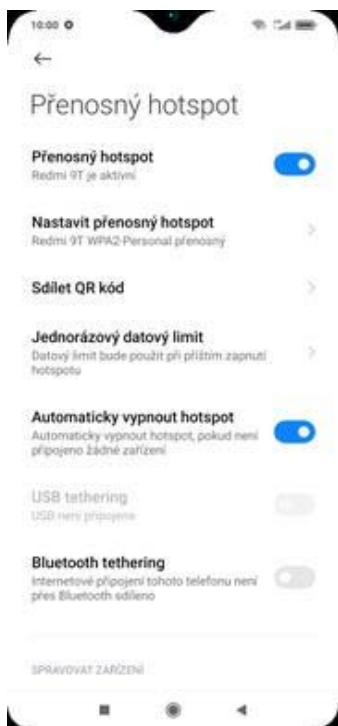 10:00
Přenosný hotspot
Přenosný hotspot
Redmi 9T je aktivní
Nastavit přenosný hotspot
Redmi 9T WPA2-Personal přenosný
Sdílet QR kód
Jednorázový datový limit
Datový limit bude použit při příštím zapnutí
hotspotu
Automaticky vypnout hotspot
Automaticky vypnout hotspot, pokud není
připojeno žádné zařízení
USB tethering
USB není připojeno
Bluetooth tethering
Internetové připojení tohoto telefonu není
přes Bluetooth sdíleno
SPRAVOVAT ZAŘÍZENÍ